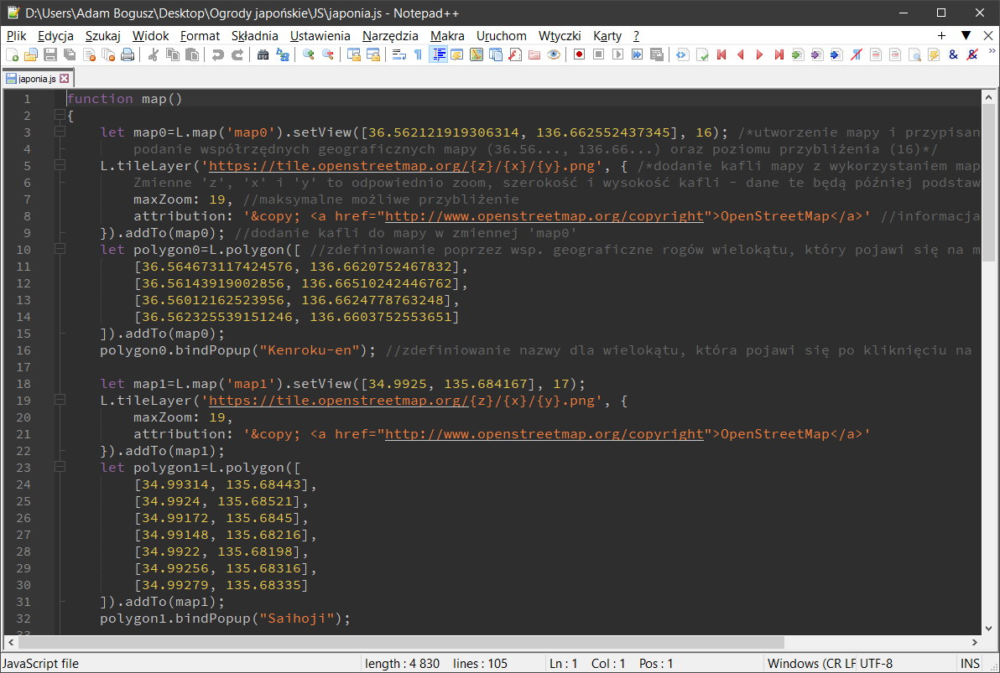 D:\Users\Adam Bogusz\Desktop\Ogrody japońskie\JS\japonia.js - Notepad++
Plik Edycja Szukaj Widok Format Składnia Ustawienia Narzędzia Makra Uruchom Wtyczki Karty ? + ▼ X
japonia.js
1 function map()
2 {
3 let map0=L.map('map0').setView([36.562121919306314, 136.662552437345], 16); /*utworzenie mapy i przypisan
4 podanie współrzędnych geograficznych mapy (36.56..., 136.66...) oraz poziomu przybliżenia (16)*/
5 L.tileLayer('https://tile.openstreetmap.org/{z}/{x}/{y}.png', { /*dodanie kafli mapy z wykorzystaniem map
6 Zmienne 'z', 'x' i 'y' to odpowiednio zoom, szerokość i wysokość kafli - dane te będą później podstaw
7 maxZoom: 19, //maksymalne możliwe przybliżenie
8 attribution: '&copy; <a href="http://www.openstreetmap.org/copyright">OpenStreetMap</a>' //informacja
9 }).addTo(map0); //dodanie kafli do mapy w zmiennej 'map0'
10 let polygon0=L.polygon([ //zdefiniowanie poprzez wsp. geograficzne rogów wielokątu, który pojawi się na m
11 [36.564673117424576, 136.6620752467832],
12 [36.56143919002856, 136.66510242446762],
13 [36.56012162523956, 136.6624778763248],
14 [36.562325539151246, 136.6603752553651]
15 ]).addTo(map0);
16 polygon0.bindPopup("Kenroku-en"); //zdefiniowanie nazwy dla wielokątu, która pojawi się po kliknięciu na
17
18 let map1=L.map('map1').setView([34.9925, 135.684167], 17);
19 L.tileLayer('https://tile.openstreetmap.org/{z}/{x}/{y}.png', {
20 maxZoom: 19,
21 attribution: '&copy; <a href="http://www.openstreetmap.org/copyright">OpenStreetMap</a>'
22 }).addTo(map1);
23 let polygon1=L.polygon([
24 [34.99314, 135.68443],
25 [34.9924, 135.68521],
26 [34.99172, 135.6845],
27 [34.99148, 135.68216],
28 [34.9922, 135.68198],
29 [34.99256, 135.68316],
30 [34.99279, 135.68335]
31 ]).addTo(map1);
32 polygon1.bindPopup("Saihoji");
JavaScript file length : 4 830 lines : 105 Ln : 1 Col : 1 Pos : 1 Windows (CR LF UTF-8 INS